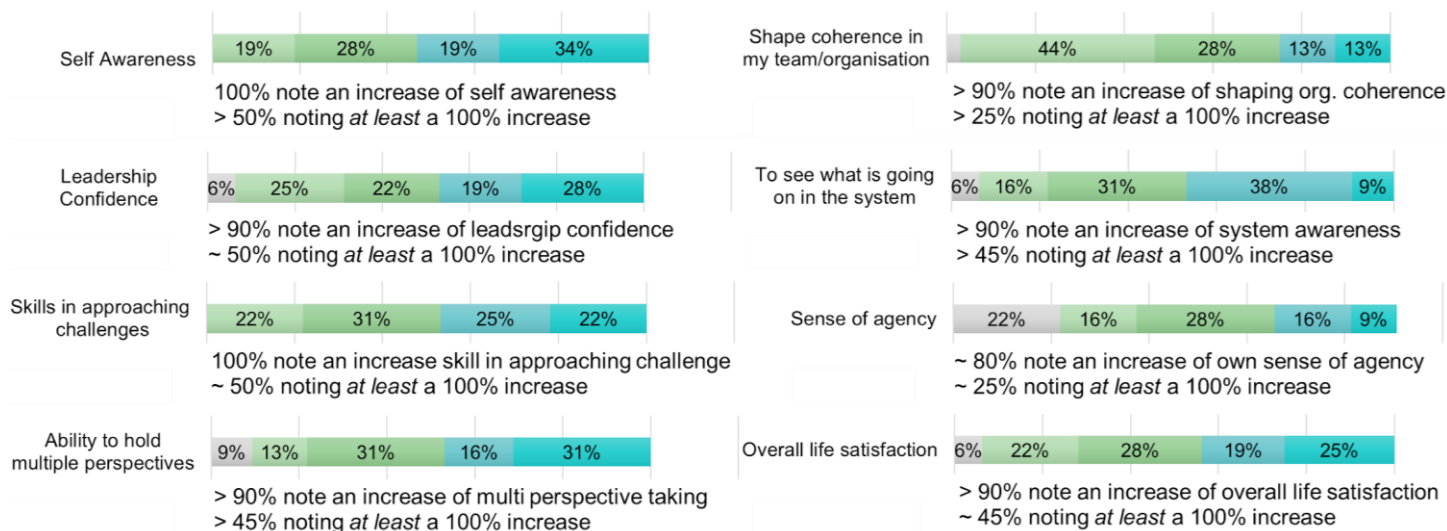 Self Awareness
19% 28% 19% 34%
100% note an increase of self awareness
> 50% noting at least a 100% increase
Leadership
Confidence
6% 25% 22% 19% 28%
> 90% note an increase of leadsrgip confidence
~ 50% noting at least a 100% increase
Skills in approaching
challenges
22% 31% 25% 22%
100% note an increase skill in approaching challenge
~ 50% noting at least a 100% increase
Ability to hold
multiple perspectives
9% 13% 31% 16% 31%
> 90% note an increase of multi perspective taking
> 45% noting at least a 100% increase
Shape coherence in
my team/organisation
44% 28% 13% 13%
> 90% note an increase of shaping org. coherence
> 25% noting at least a 100% increase
To see what is going
on in the system
6% 16% 31% 38% 9%
> 90% note an increase of system awareness
> 45% noting at least a 100% increase
Sense of agency
22% 16% 28% 16% 9%
~ 80% note an increase of own sense of agency
~ 25% noting at least a 100% increase
Overall life satisfaction
6% 22% 28% 19% 25%
> 90% note an increase of overall life satisfaction
~ 45% noting at least a 100% increase